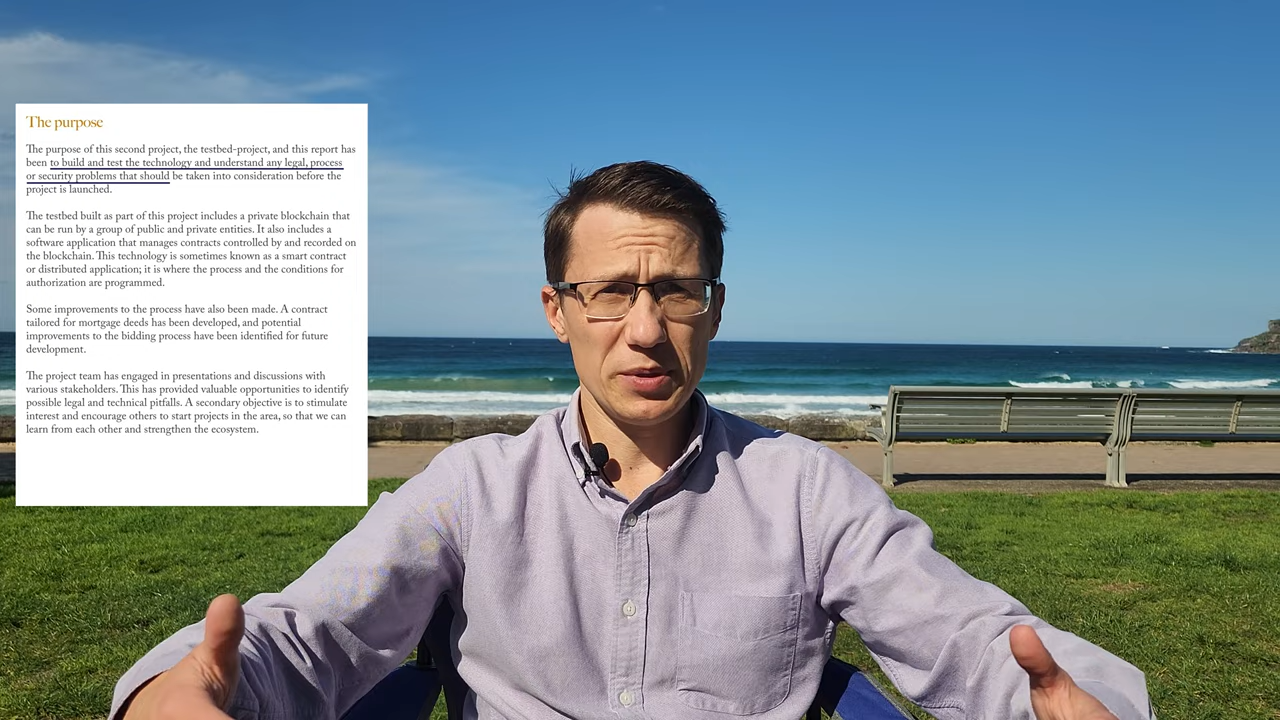 The purpose
The purpose of this second project, the testbed-project, and this report has
been to build and test the technology and understand any legal, process
or security problems that should be taken into consideration before the
project is launched.
The testbed built as part of this project includes a private blockchain that
can be run by a group of public and private entities. It also includes a
software application that manages contracts controlled by and recorded on
the blockchain. This technology is sometimes known as a smart contract
or distributed application; it is where the process and the conditions for
authorization are programmed.
Some improvements to the process have also been made. A contract
tailored for mortgage deeds has been developed, and potential
improvements to the bidding process have been identified for future
development.
The project team has engaged in presentations and discussions with
various stakeholders. This has provided valuable opportunities to identify
possible legal and technical pitfalls. A secondary objective is to stimulate
interest and encourage others to start projects in the area, so that we can
learn from each other and strengthen the ecosystem.